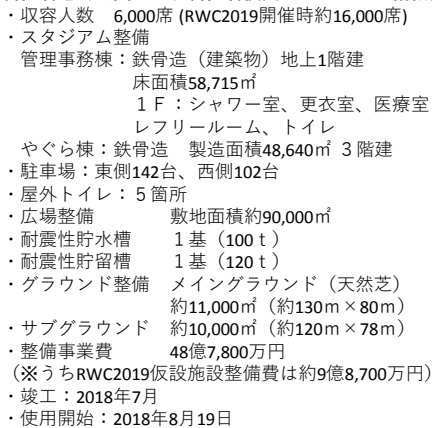 ・収容人数　6,000席 (RWC2019開催時約16,000席)
・スタジアム整備
管理事務棟：鉄骨造（建築物）地上1階建
床面積58,715㎡
１Ｆ：シャワー室、更衣室、医療室
レフリールーム、トイレ
やぐら棟：鉄骨造　製造面積48,640㎡ ３階建
・駐車場：東側142台、西側102台
・屋外トイレ：５箇所
・広場整備　敷地面積約90,000㎡
・耐震性貯水槽　１基（100ｔ）
・耐震性貯留槽　１基（120ｔ）
・グラウンド整備　メイングラウンド（天然芝）
約11,000㎡（約130ｍ×80ｍ）
・サブグラウンド　約10,000㎡（約120ｍ×78ｍ）
・整備事業費　48億7,800万円
（※うちRWC2019仮設施設整備費は約9億8,700万円）
・竣工：2018年7月
・使用開始：2018年8月19日